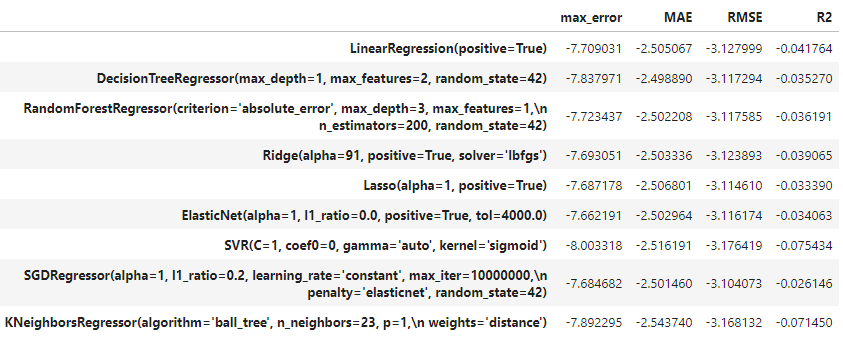 max_error MAE RMSE R2
LinearRegression(positive=True) -7.709031 -2.505067 -3.127999 -0.041764
DecisionTreeRegressor(max_depth=1, max_features=2, random_state=42) -7.837971 -2.498890 -3.117294 -0.035270
RandomForestRegressor(criterion='absolute_error', max_depth=3, max_features=1,\n
n_estimators=200, random_state=42) -7.723437 -2.502208 -3.117585 -0.036191
Ridge(alpha=91, positive=True, solver='lbfgs') -7.693051 -2.503336 -3.123893 -0.039065
Lasso(alpha=1, positive=True) -7.687178 -2.506801 -3.114610 -0.033390
ElasticNet(alpha=1, l1_ratio=0.0, positive=True, tol=4000.0) -7.662191 -2.502964 -3.116174 -0.034063
SVR(C=1, coef0=0, gamma='auto', kernel='sigmoid') -8.003318 -2.516191 -3.176419 -0.075434
SGDRegressor(alpha=1, l1_ratio=0.2, learning_rate='constant', max_iter=10000000,\n
penalty='elasticnet', random_state=42) -7.684682 -2.501460 -3.104073 -0.026146
KNeighborsRegressor(algorithm='ball_tree', n_neighbors=23, p=1,\n weights='distance') -7.892295 -2.543740 -3.168132 -0.071450